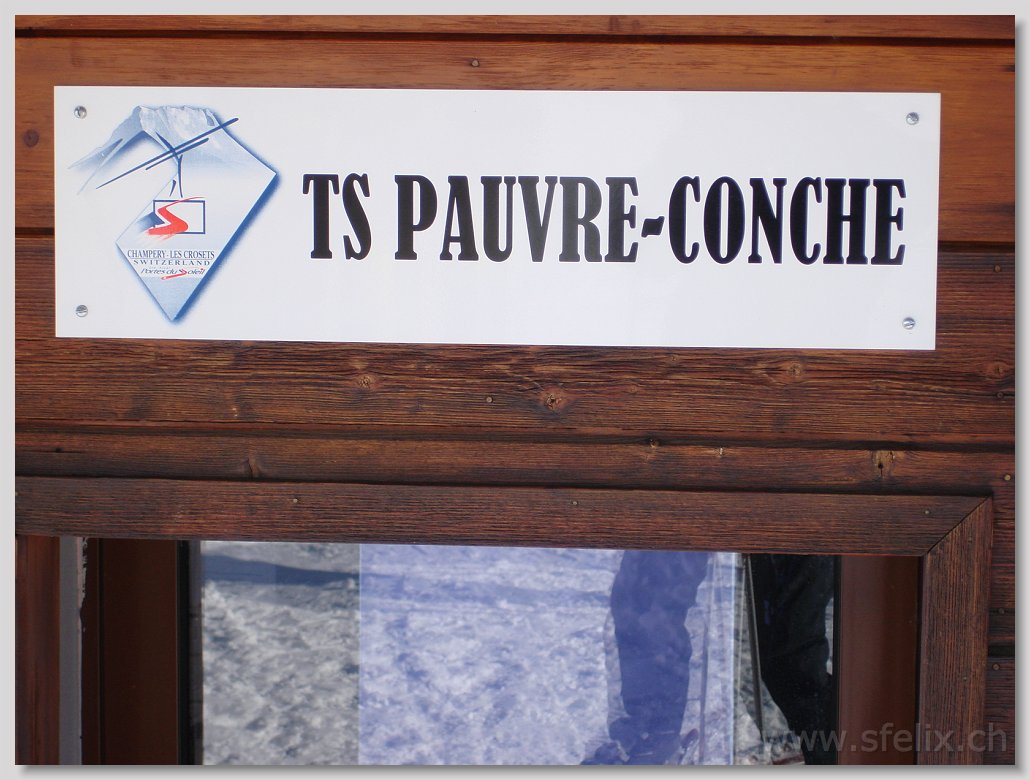 TS PAUVRE-CONCHE
CHAMPERY-LES CROSETS
SWITZERLAND
Portes du Soleil
www.sfelix.ch